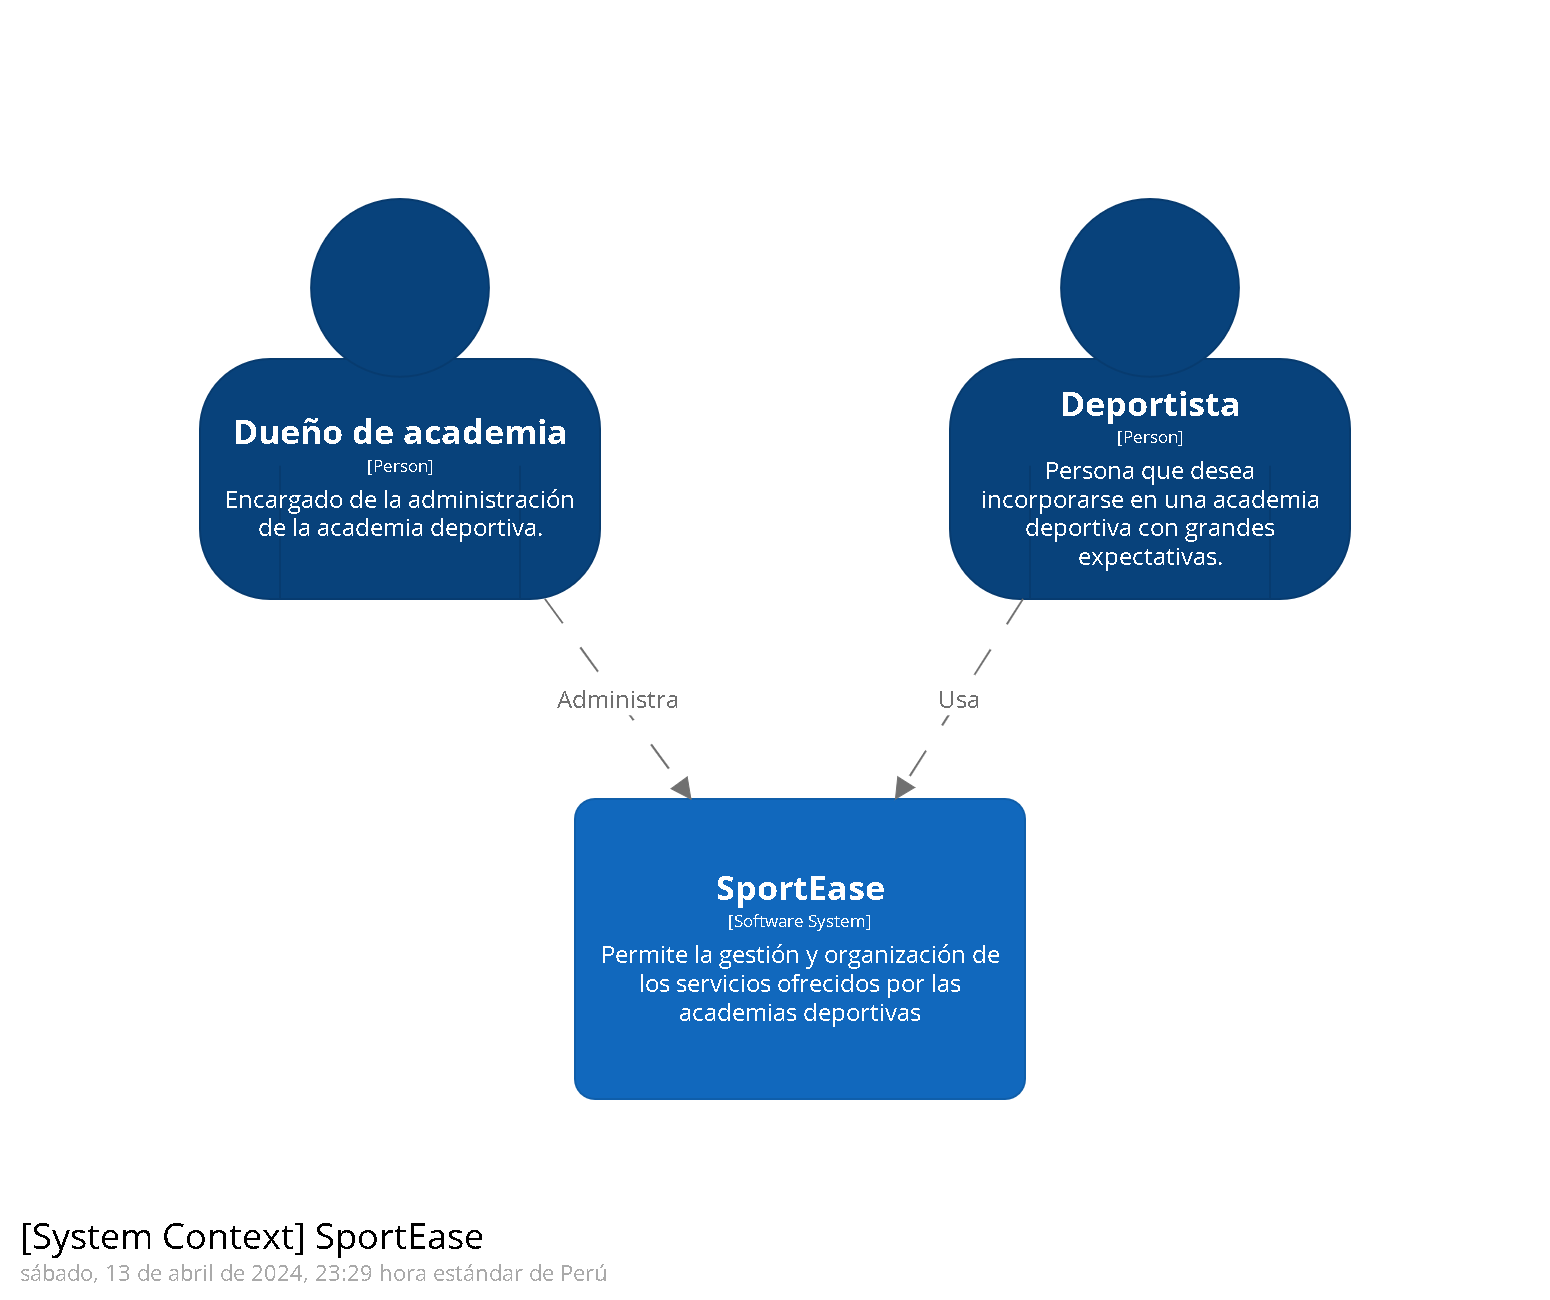 Dueño de academia
[Person]
Encargado de la administración
de la academia deportiva.
Deportista
[Person]
Persona que desea
incorporarse en una academia
deportiva con grandes
expectativas.
Administra
Usa
SportEase
[Software System]
Permite la gestión y organización de
los servicios ofrecidos por las
academias deportivas
[System Context] SportEase
sábado, 13 de abril de 2024, 23:29 hora estándar de Perú